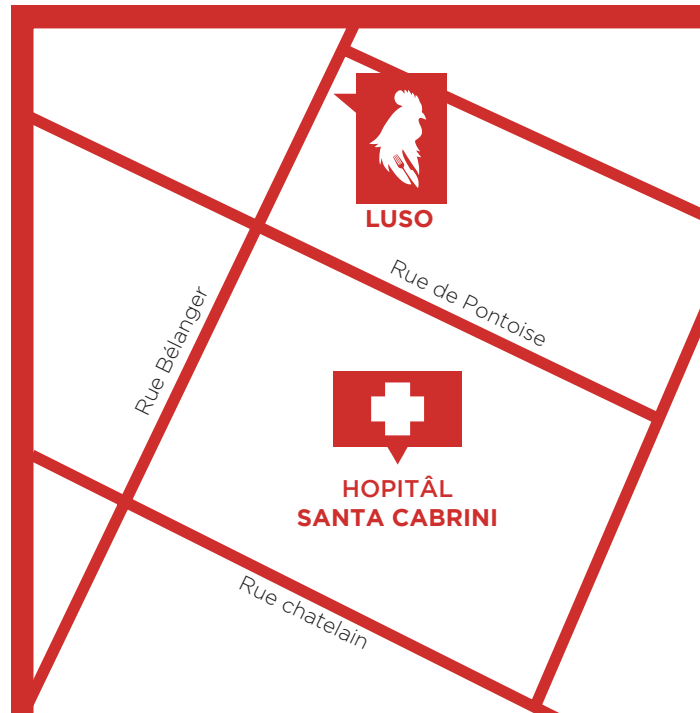 LUSO
Rue de Pontoise
Rue Bélanger
HOPITÂL
SANTA CABRINI
Rue chatelain